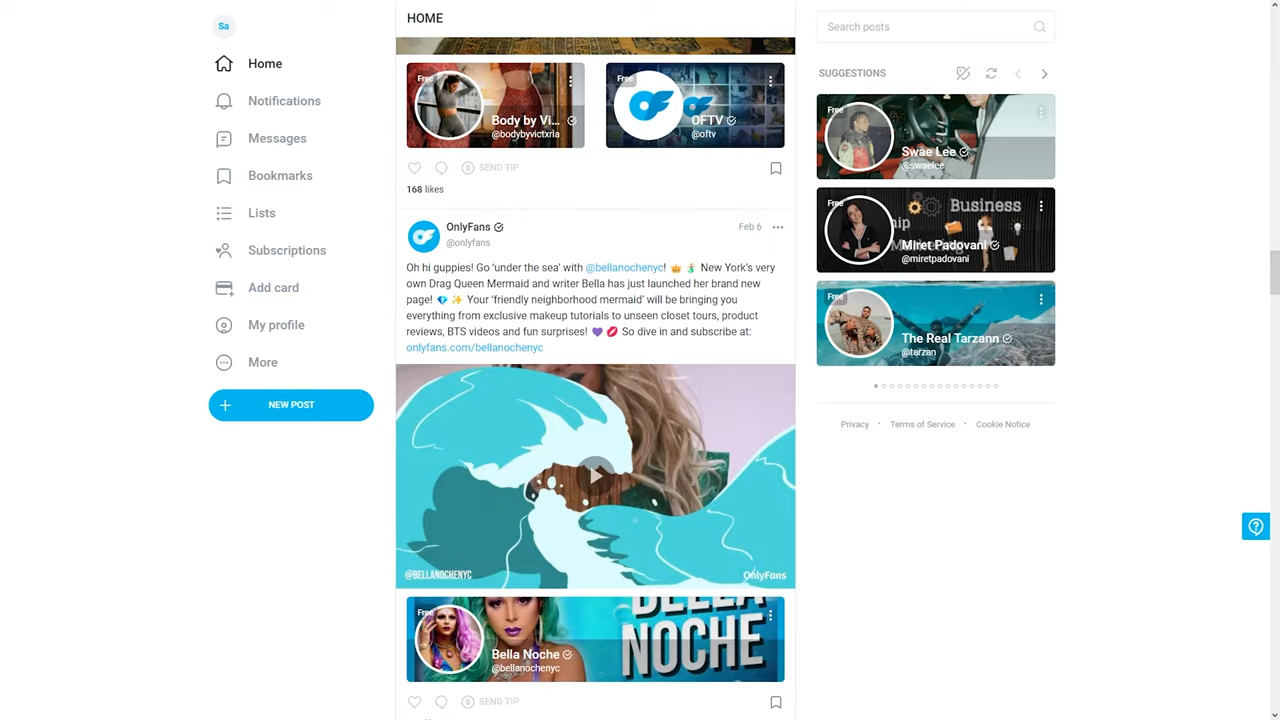 Sa
Home
Notifications
Messages
Bookmarks
Lists
Subscriptions
Add card
My profile
More
NEW POST
HOME
Free
Body by Vi...
@bodybyvictxria
Free
OFTV
@oftv
SEND TIP
168 likes
OnlyFans
@onlyfans
Feb 6
Oh hi guppies! Go ‘under the sea’ with @bellanochenyc! 👑 🧜‍♀️ New York’s very
own Drag Queen Mermaid and writer Bella has just launched her brand new
page! 💎 ✨ Your ‘friendly neighborhood mermaid’ will be bringing you
everything from exclusive makeup tutorials to unseen closet tours, product
reviews, BTS videos and fun surprises! 💜 💋 So dive in and subscribe at:
onlyfans.com/bellanochenyc
@BELLANOCHENYC
OnlyFans
Free
BELLA
NOCHE
Bella Noche
@bellanochenyc
SEND TIP
Search posts
SUGGESTIONS
Free
Swae Lee
@swaelee
Free
Business
Miret Padovani
@miretpadovani
Free
The Real Tarzann
@tarzan
Privacy · Terms of Service · Cookie Notice